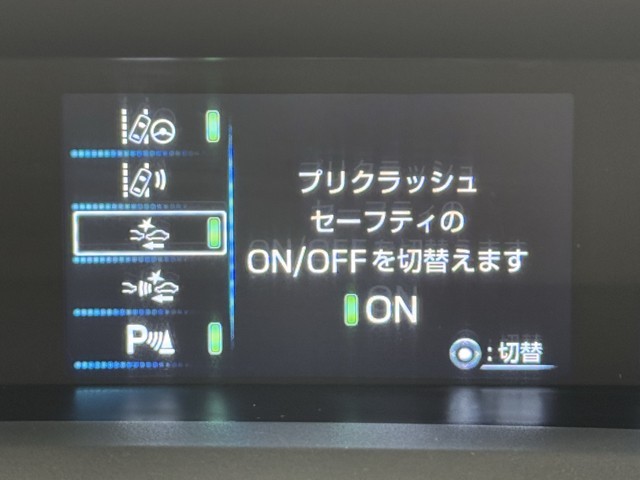 プリクラッシュ
セーフティの
ON/OFFを切替えます
ON
:切替
P